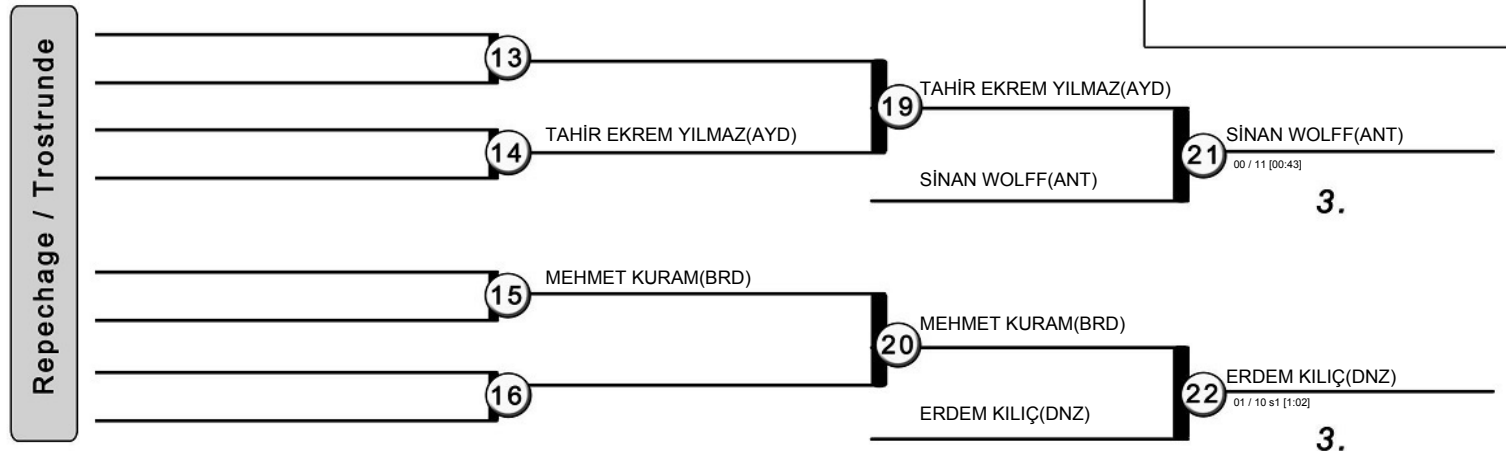 Repechage / Trostrunde
13
14
TAHİR EKREM YILMAZ(AYD)
19
TAHİR EKREM YILMAZ(AYD)
SİNAN WOLFF(ANT)
21
SİNAN WOLFF(ANT)
00 / 11 [00:43]
3.
15
MEHMET KURAM(BRD)
16
20
MEHMET KURAM(BRD)
ERDEM KILIÇ(DNZ)
22
ERDEM KILIÇ(DNZ)
01 / 10 s1 [1:02]
3.